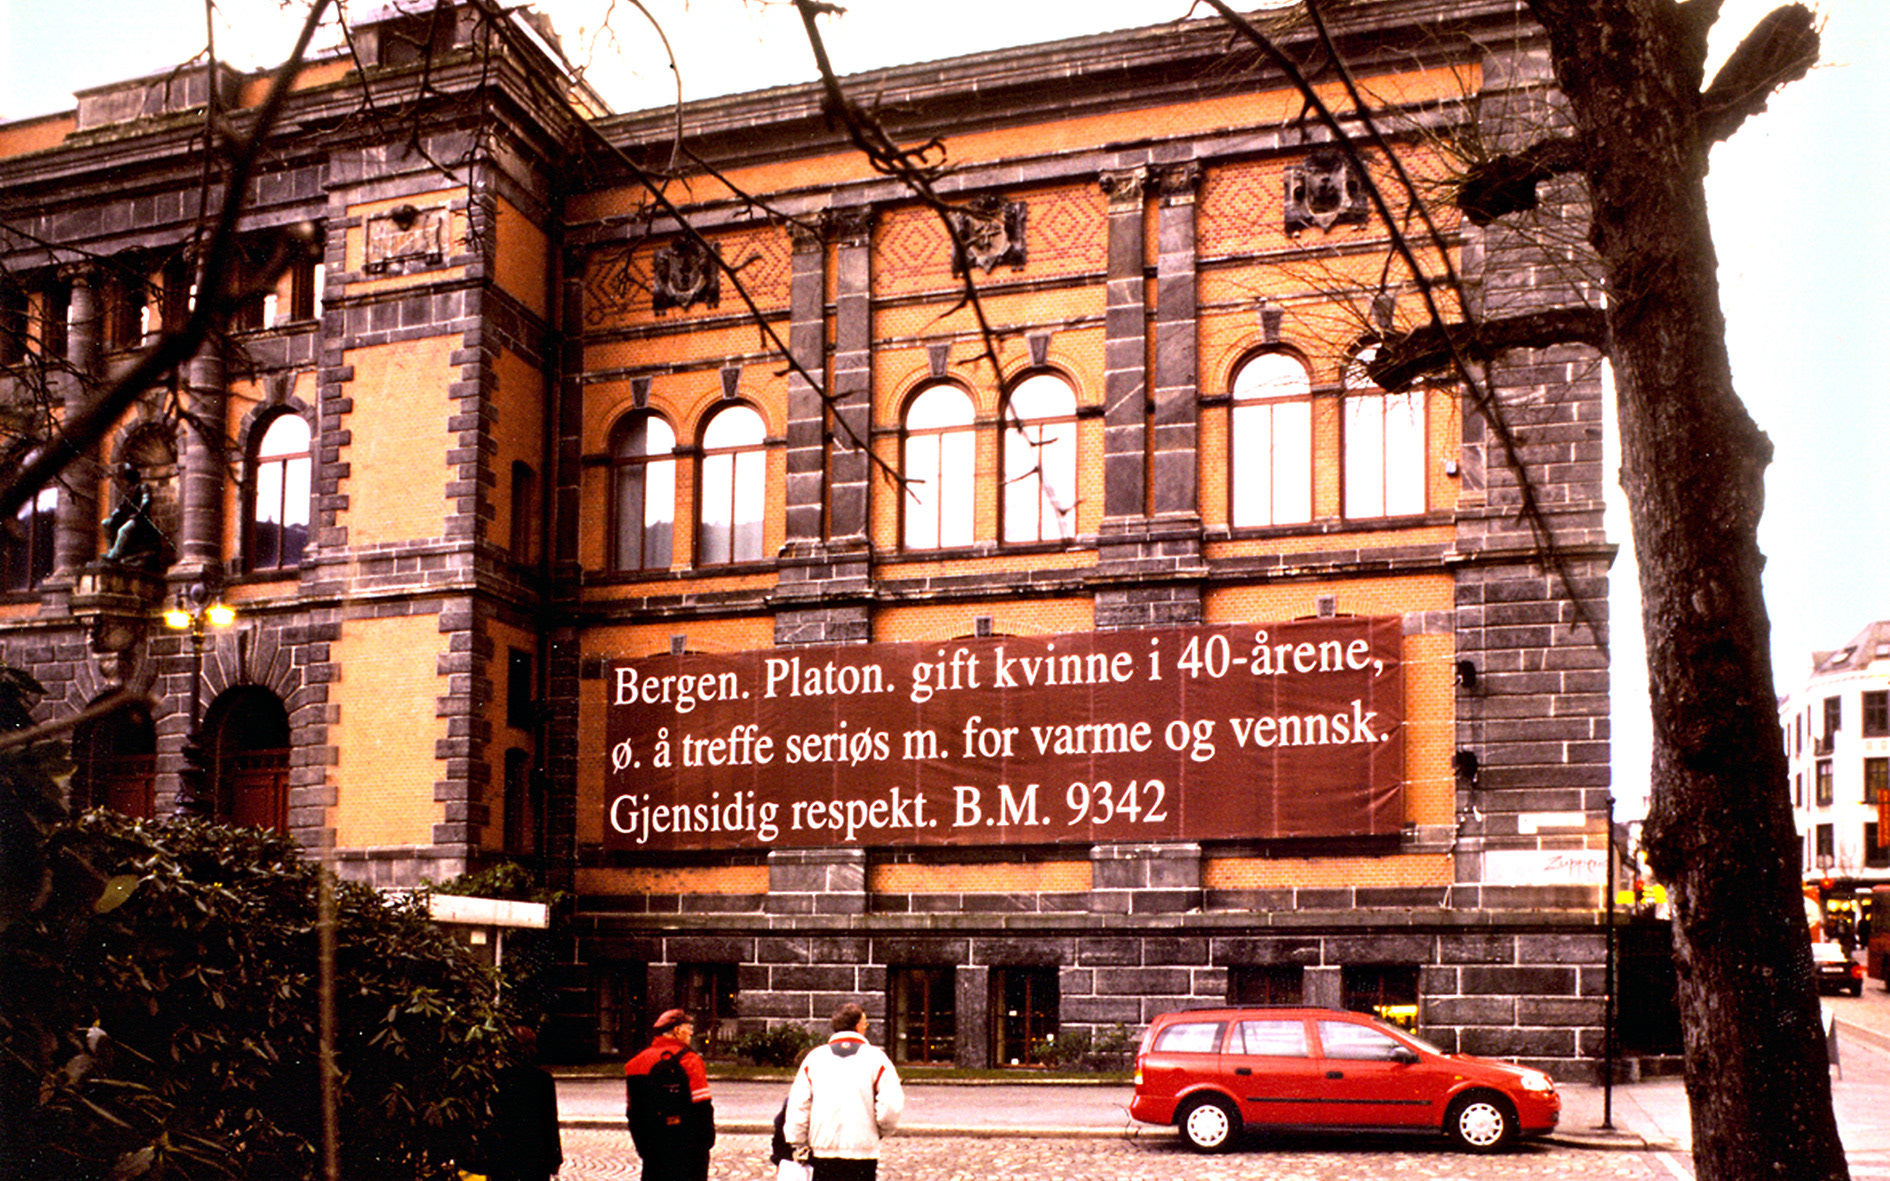 Bergen. Platon. gift kvinne i 40-årene,
ø. å treffe seriøs m. for varme og vennsk.
Gjensidig respekt. B.M. 9342